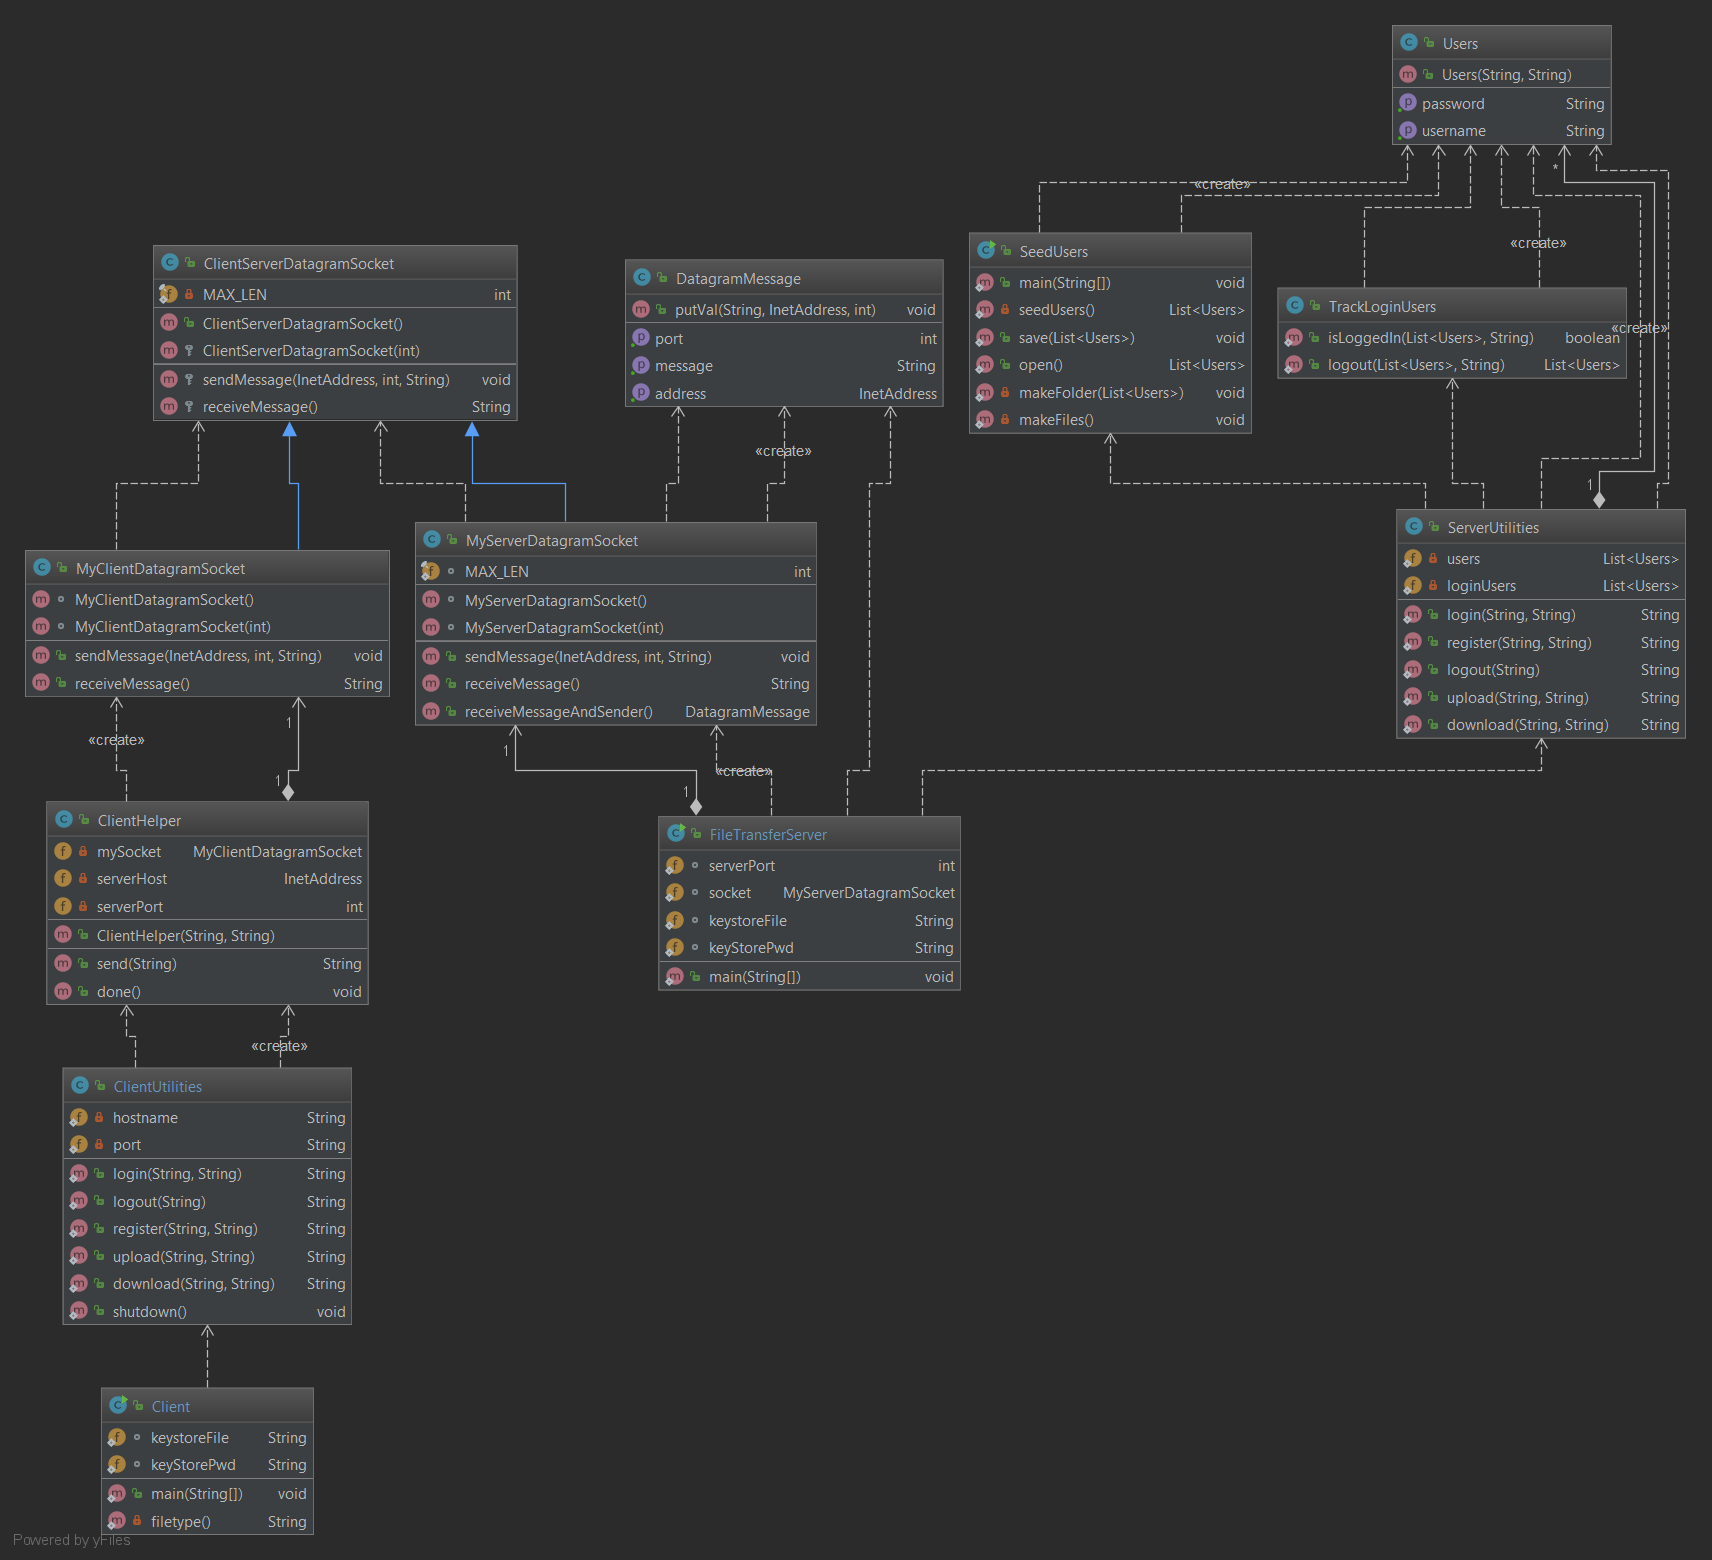 Users
Users(String, String)
password String
username String
*
«create»
ClientServerDatagramSocket
MAX_LEN int
ClientServerDatagramSocket()
ClientServerDatagramSocket(int)
sendMessage(InetAddress, int, String) void
receiveMessage() String
DatagramMessage
putVal(String, InetAddress, int) void
port int
message String
address InetAddress
«create»
SeedUsers
main(String[]) void
seedUsers() List<Users>
save(List<Users>) void
open() List<Users>
makeFolder(List<Users>) void
makeFiles() void
«create»
TrackLoginUsers
isLoggedIn(List<Users>, String) boolean
logout(List<Users>, String) List<Users>
«create»
1
MyClientDatagramSocket
MyClientDatagramSocket()
MyClientDatagramSocket(int)
sendMessage(InetAddress, int, String) void
receiveMessage() String
MyServerDatagramSocket
MAX_LEN int
MyServerDatagramSocket()
MyServerDatagramSocket(int)
sendMessage(InetAddress, int, String) void
receiveMessage() String
receiveMessageAndSender() DatagramMessage
ServerUtilities
users List<Users>
loginUsers List<Users>
login(String, String) String
register(String, String) String
logout(String) String
upload(String, String) String
download(String, String) String
1
«create»
1
1
«create»
1
ClientHelper
mySocket MyClientDatagramSocket
serverHost InetAddress
serverPort int
ClientHelper(String, String)
send(String) String
done() void
FileTransferServer
serverPort int
socket MyServerDatagramSocket
keystoreFile String
keyStorePwd String
main(String[]) void
«create»
ClientUtilities
hostname String
port String
login(String, String) String
logout(String) String
register(String, String) String
upload(String, String) String
download(String, String) String
shutdown() void
Client
keystoreFile String
keyStorePwd String
main(String[]) void
filetype() String
Powered by yFiles